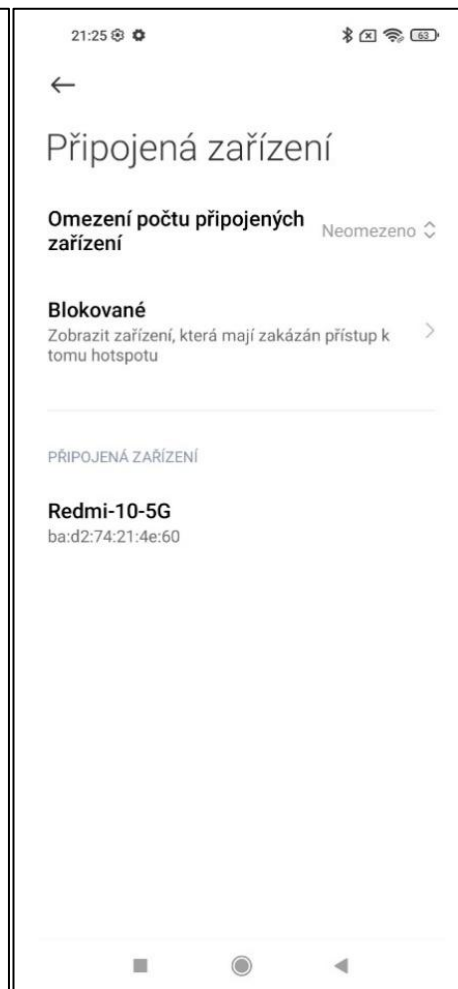 21:25
63
Připojená zařízení
Omezení počtu připojených
zařízení
Neomezeno
Blokované
Zobrazit zařízení, která mají zakázán přístup k
tomu hotspotu
PŘIPOJENÁ ZAŘÍZENÍ
Redmi-10-5G
ba:d2:74:21:4e:60